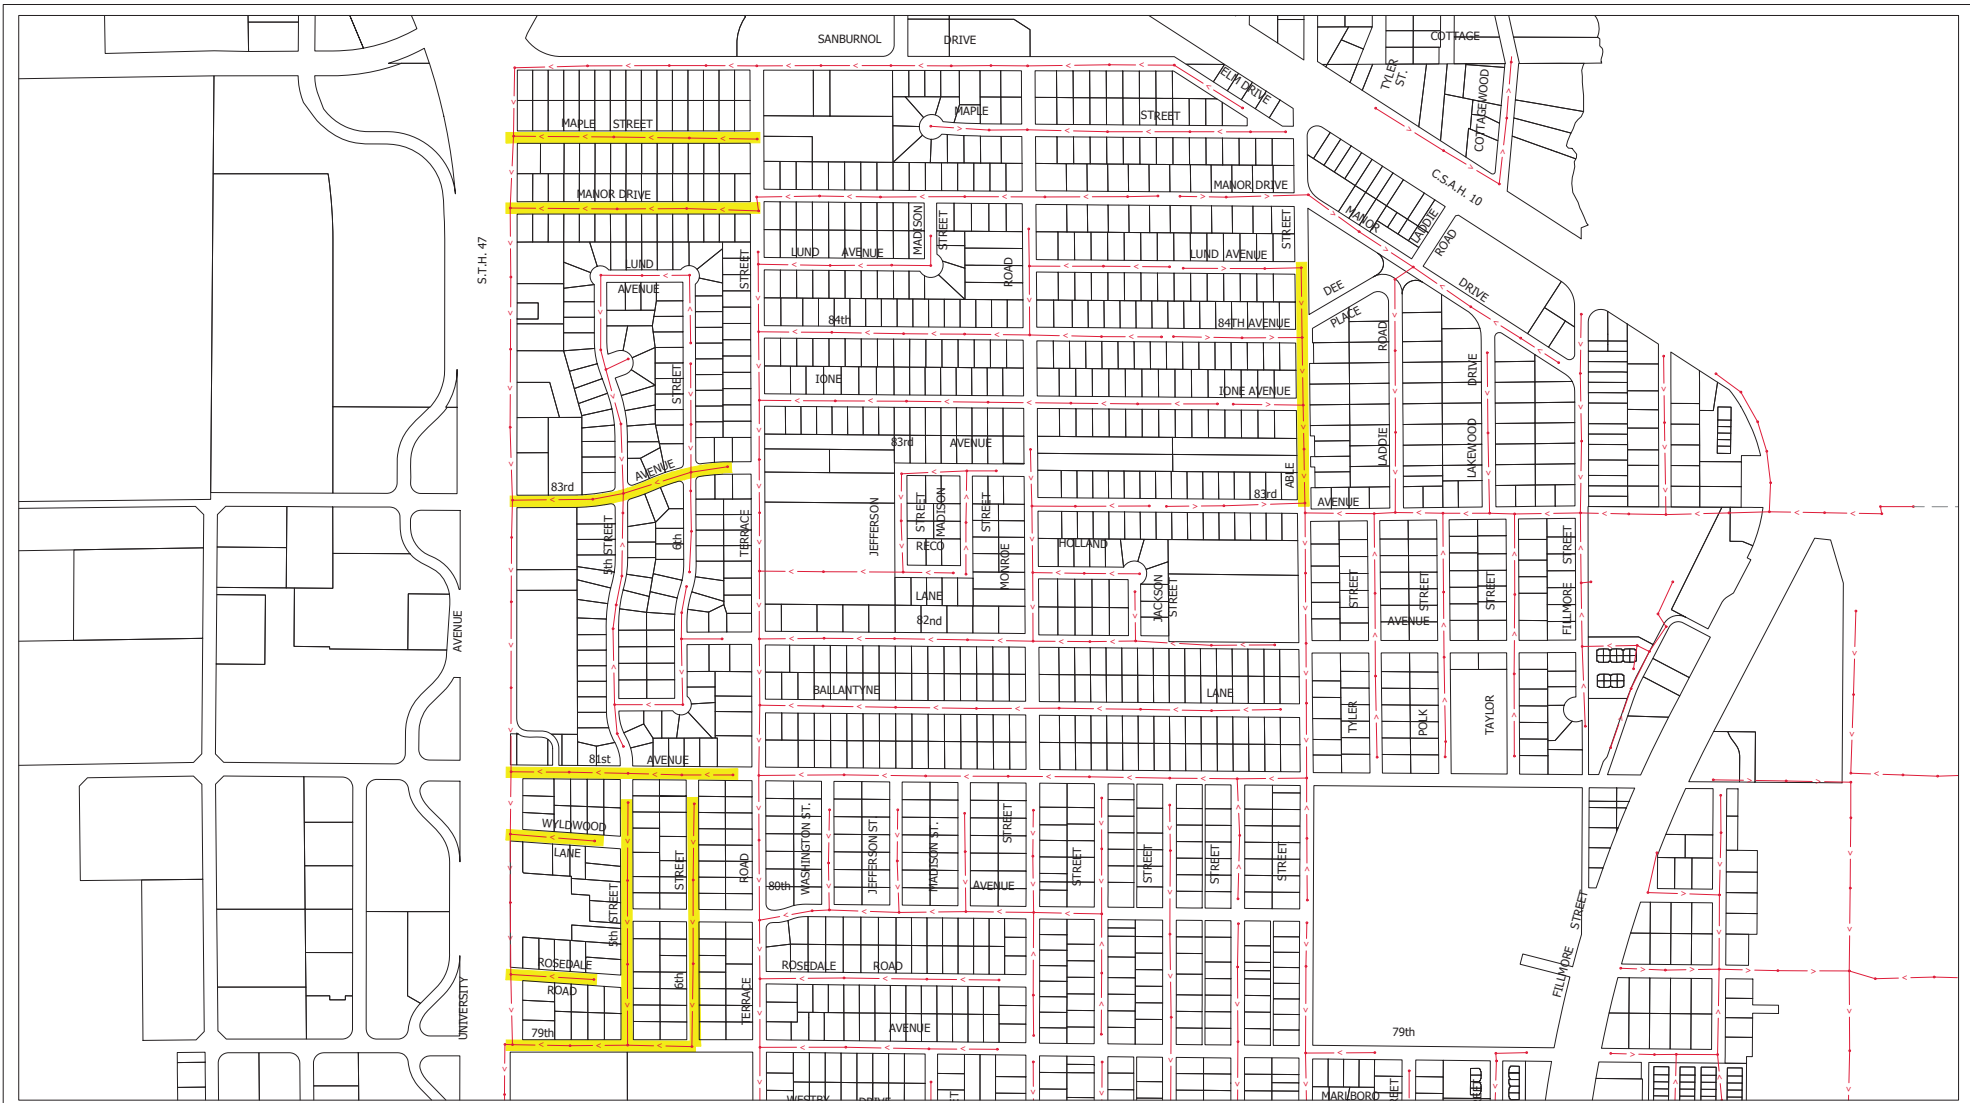 SANBURNOL
DRIVE
COTTAGE
TYLER
ST.
ELM DRIVE
COTTAGEWOOD
MAPLE
STREET
MAPLE
STREET
MANOR DRIVE
MANOR DRIVE
C.S.A.H. 10
MANOR
LADDIE
ROAD
DRIVE
S.T.H. 47
LUND
AVENUE
STREET
LUND
AVENUE
MADISON
STREET
ROAD
LUND AVENUE
STREET
DEE
PLACE
84th
84TH AVENUE
ROAD
DRIVE
IONE
IONE AVENUE
STREET
83rd
AVENUE
83rd
AVENUE
LADDIE
LAKEWOOD
ABLE
83rd
AVENUE
5th STREET
6th
TERRACE
JEFFERSON
STREET
MADISON
STREET
RECO
MONROE
LANE
HOLLAND
JACKSON
STREET
82nd
STREET
STREET
AVENUE
STREET
FILLMORE
STREET
AVENUE
BALLANTYNE
LANE
TYLER
POLK
TAYLOR
81st
AVENUE
WYLDWOOD
LANE
STREET
ROAD
WASHINGTON ST.
JEFFERSON ST.
MADISON ST.
STREET
80th
AVENUE
STREET
STREET
STREET
STREET
5th
STREET
ROSEDALE
ROAD
6th
TERRACE
ROSEDALE
ROAD
FILLMORE
STREET
UNIVERSITY
79th
AVENUE
79th
WESTBY
DRIVE
MARLBORO